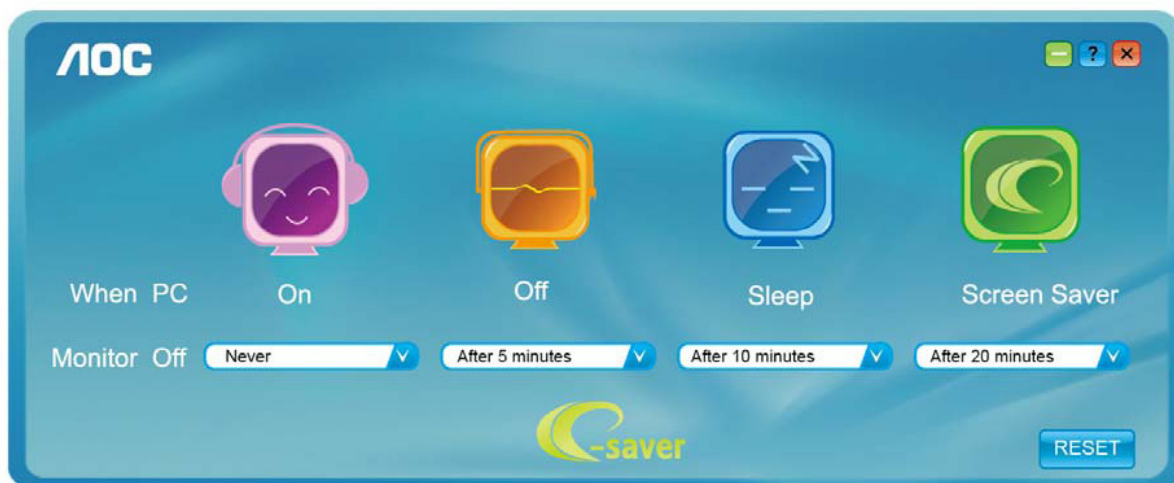 AOC
?
When PC On Off Sleep Screen Saver
Monitor Off Never After 5 minutes After 10 minutes After 20 minutes
e-saver
RESET